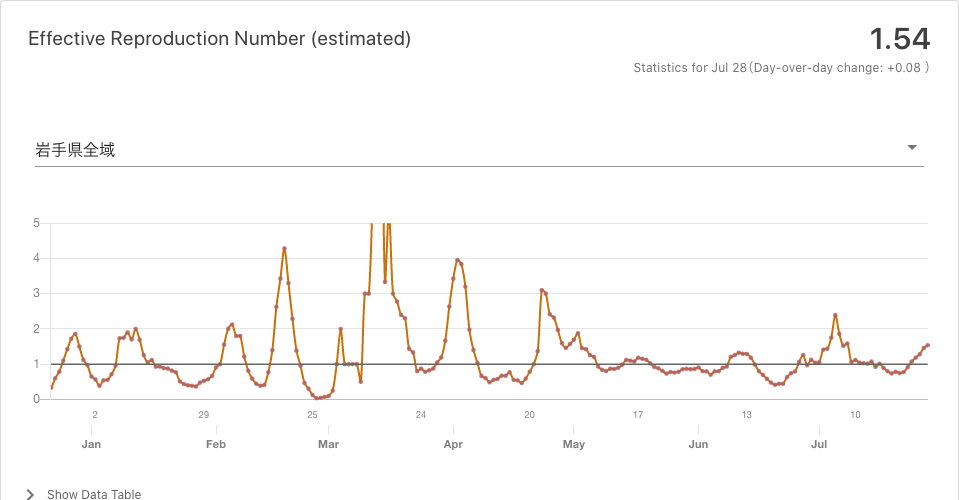 Effective Reproduction Number (estimated)
1.54
Statistics for Jul 28(Day-over-day change: +0.08 )
岩手県全域
5
4
3
2
1
0
2 29 25 24 20 17 13 10
Jan Feb Mar Apr May Jun Jul
Show Data Table